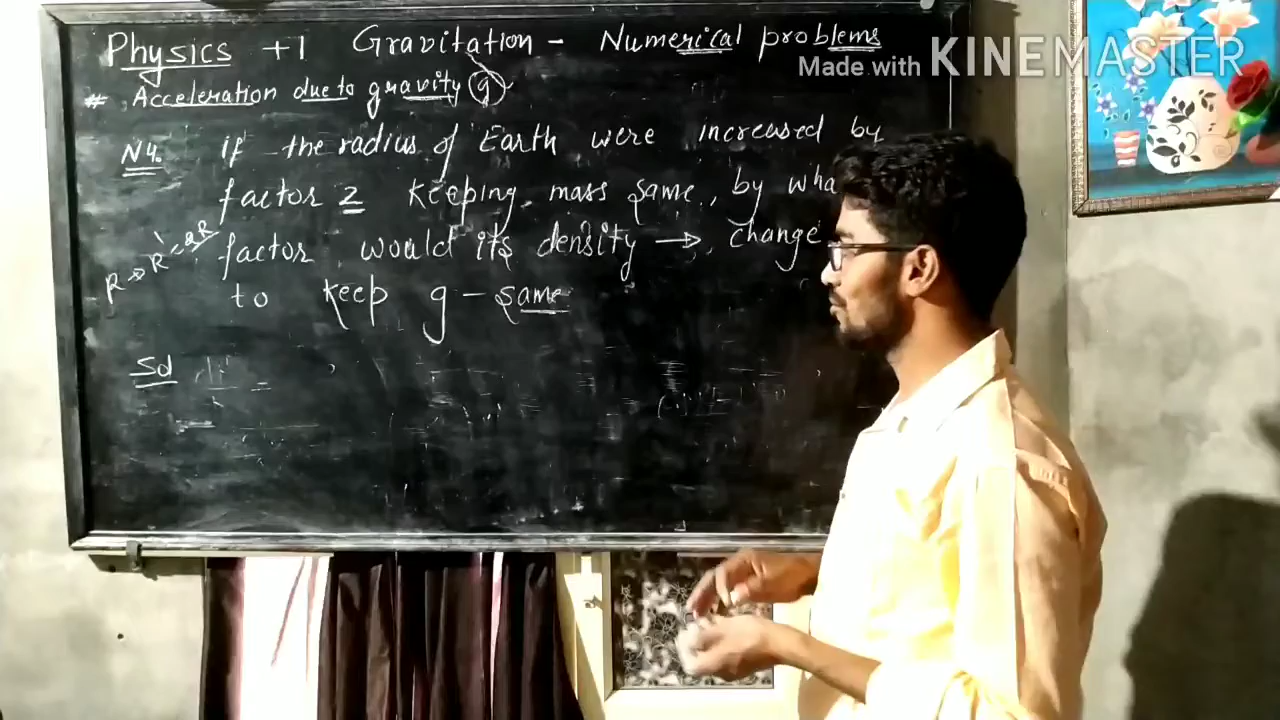 Physics +1 Gravitation - Numerical problems
Made with KINEMASTER
# Acceleration due to gravity (g)
N4. If the radius of Earth were increased by
factor 2 keeping mass same, by
R → R' = 2R
factor would its density → change
to keep g - same
Sol